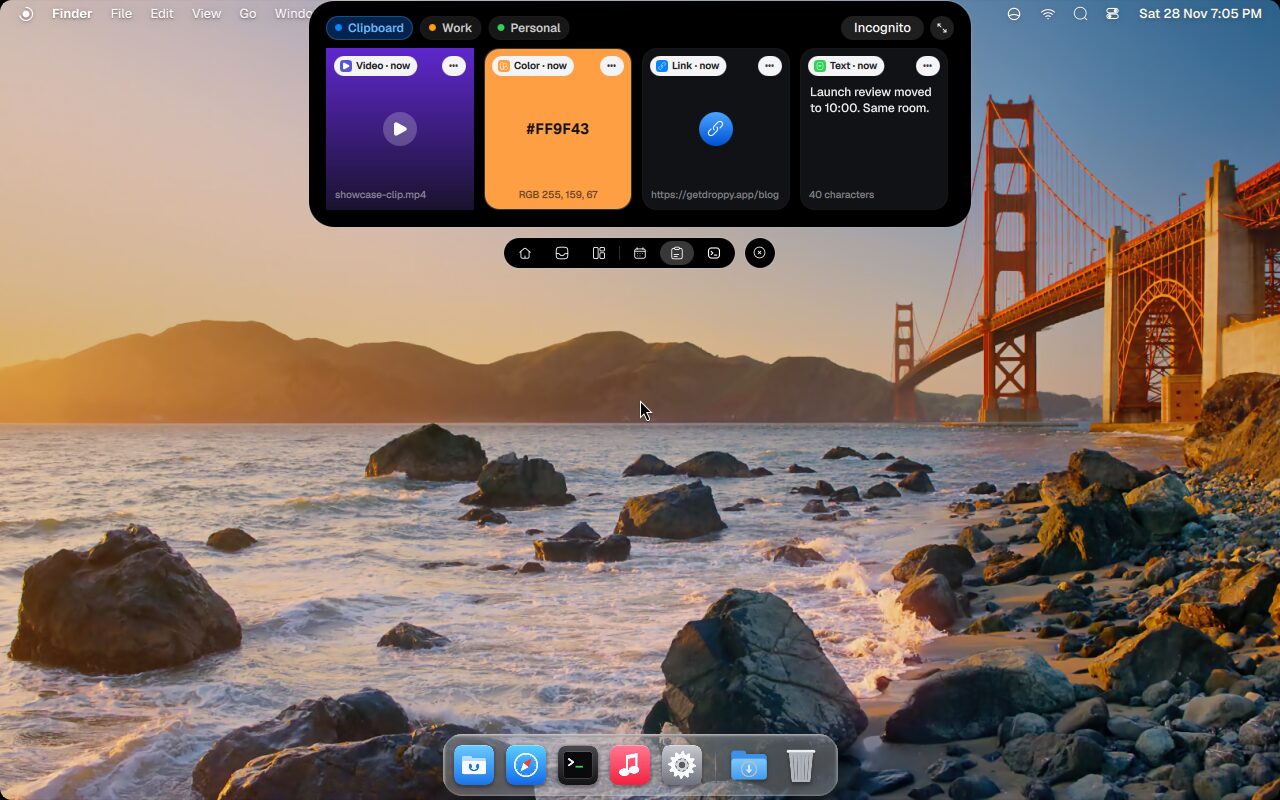 Finder File Edit View Go Windo
Sat 28 Nov 7:05 PM
Clipboard
Work
Personal
Incognito
Video · now
Color · now
Link · now
Text · now
#FF9F43
Launch review moved
to 10:00. Same room.
showcase-clip.mp4
RGB 255, 159, 67
https://getdroppy.app/blog
40 characters